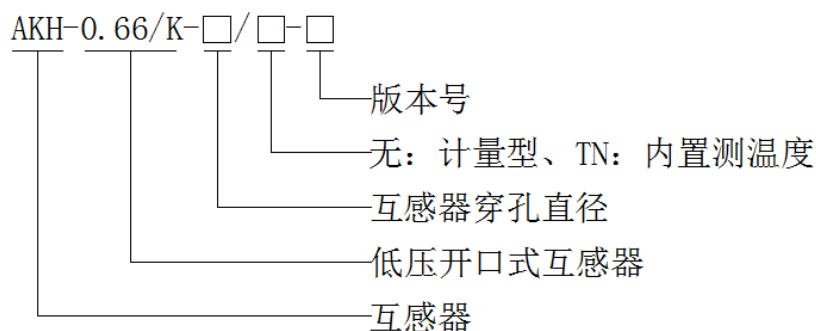 AKH-0.66/K-□/□-□
版本号
无：计量型、TN：内置测温度
互感器穿孔直径
低压开口式互感器
互感器